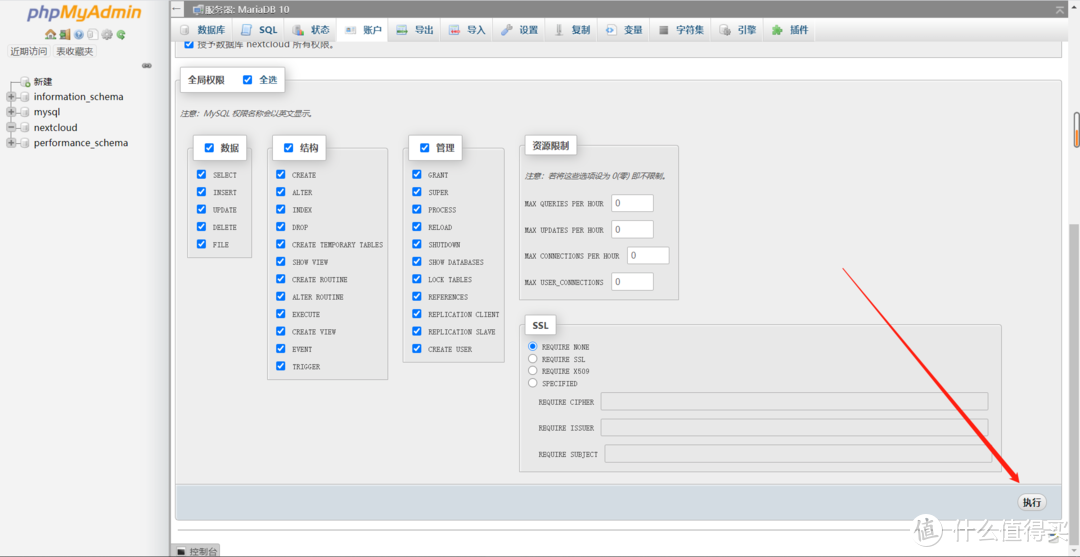 phpMyAdmin
近期访问 表收藏夹
新建
information_schema
mysql
nextcloud
performance_schema
服务器: MariaDB 10
数据库 SQL 状态 账户 导出 导入 设置 复制 变量 字符集 引擎 插件
授予数据库 nextcloud 所有权限。
全局权限 全选
注意: MySQL 权限名称会以英文显示。
数据
SELECT
INSERT
UPDATE
DELETE
FILE
结构
CREATE
ALTER
INDEX
DROP
CREATE TEMPORARY TABLES
SHOW VIEW
CREATE ROUTINE
ALTER ROUTINE
EXECUTE
CREATE VIEW
EVENT
TRIGGER
管理
GRANT
SUPER
PROCESS
RELOAD
SHUTDOWN
SHOW DATABASES
LOCK TABLES
REFERENCES
REPLICATION CLIENT
REPLICATION SLAVE
CREATE USER
资源限制
注意: 若将这些选项设为 0(零) 即不限制。
MAX QUERIES PER HOUR 0
MAX UPDATES PER HOUR 0
MAX CONNECTIONS PER HOUR 0
MAX USER_CONNECTIONS 0
SSL
REQUIRE NONE
REQUIRE SSL
REQUIRE X509
SPECIFIED
REQUIRE CIPHER
REQUIRE ISSUER
REQUIRE SUBJECT
执行
控制台
值 什么值得买